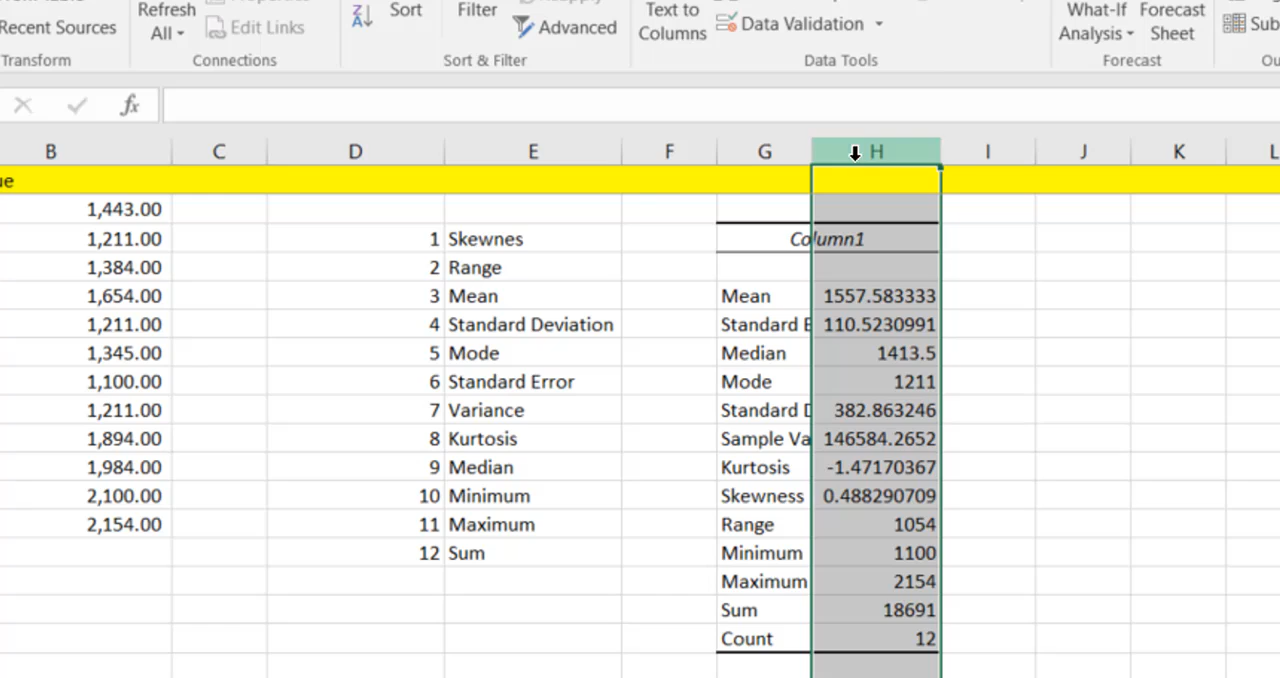 Refresh Sort Filter Reapply Text to What-If Forecast
Recent Sources All Edit Links Advanced Columns Data Validation Analysis Sheet Sub
Transform Connections Sort & Filter Data Tools Forecast Ou
fx
B C D E F G H I J K L
ue
1,443.00
1,211.00 1 Skewnes Column1
1,384.00 2 Range
1,654.00 3 Mean Mean 1557.583333
1,211.00 4 Standard Deviation Standard E 110.5230991
1,345.00 5 Mode Median 1413.5
1,100.00 6 Standard Error Mode 1211
1,211.00 7 Variance Standard D 382.863246
1,894.00 8 Kurtosis Sample Va 146584.2652
1,984.00 9 Median Kurtosis -1.47170367
2,100.00 10 Minimum Skewness 0.488290709
2,154.00 11 Maximum Range 1054
12 Sum Minimum 1100
Maximum 2154
Sum 18691
Count 12